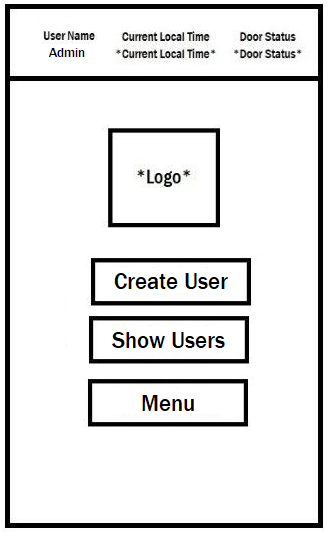 User Name Current Local Time Door Status
Admin *Current Local Time* *Door Status*
*Logo*
Create User
Show Users
Menu